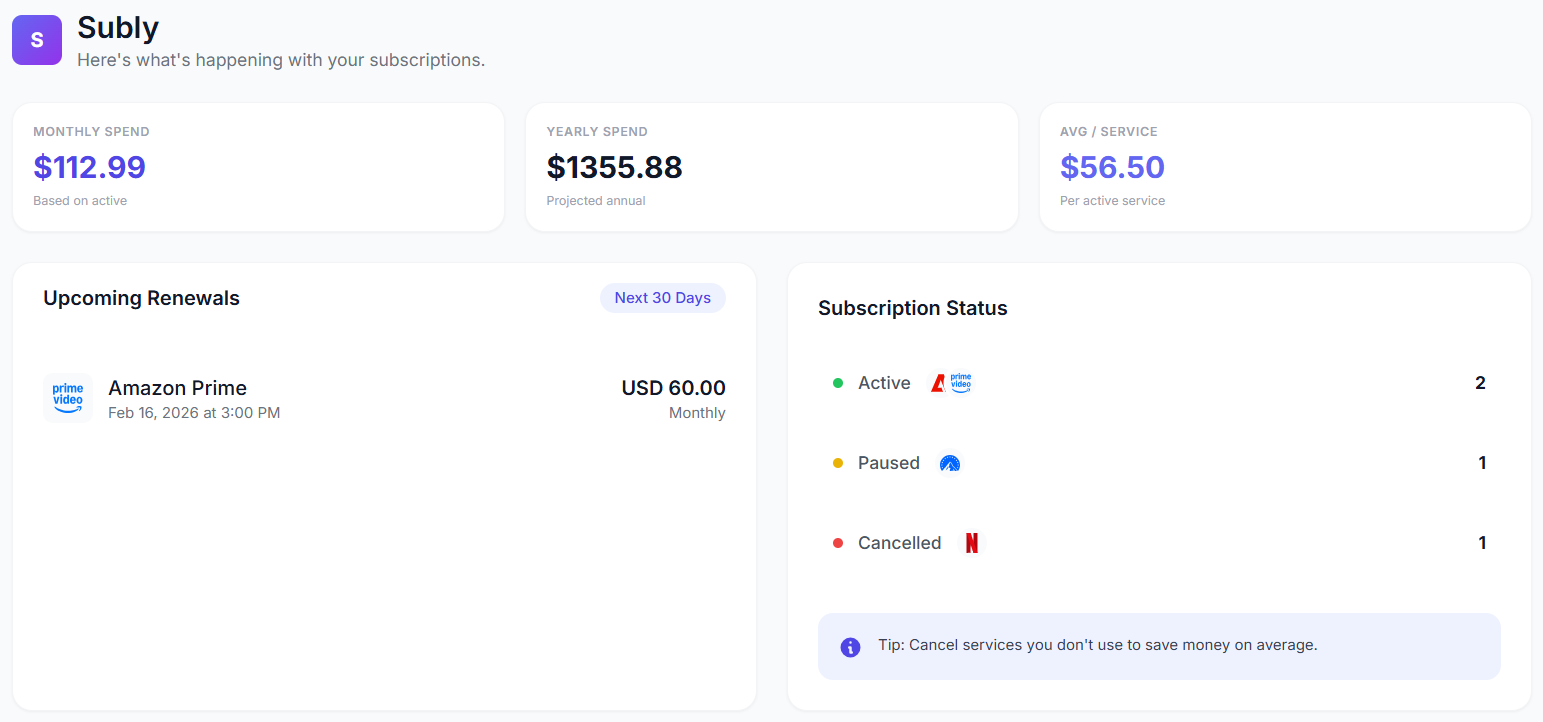 S
Subly
Here's what's happening with your subscriptions.
MONTHLY SPEND
$112.99
Based on active
YEARLY SPEND
$1355.88
Projected annual
AVG / SERVICE
$56.50
Per active service
Upcoming Renewals
Next 30 Days
prime
video
Amazon Prime
USD 60.00
Feb 16, 2026 at 3:00 PM
Monthly
Subscription Status
Active
prime
video
2
Paused
1
Cancelled
N
1
Tip: Cancel services you don't use to save money on average.